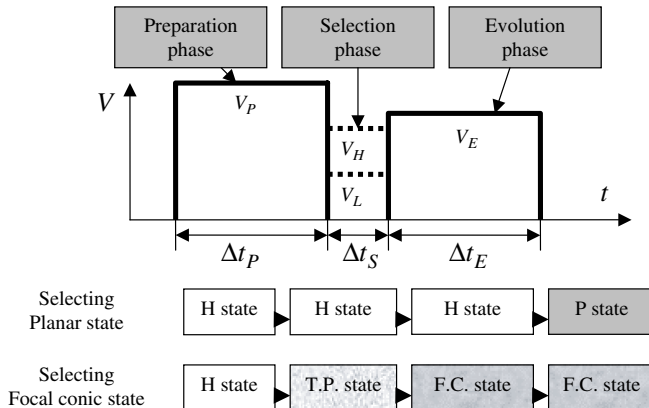 Preparation
phase
Selection
phase
Evolution
phase
V
V_P
V_H
V_L
V_E
t
Δt_P
Δt_S
Δt_E
Selecting
Planar state
H state
H state
H state
P state
Selecting
Focal conic state
H state
T.P. state
F.C. state
F.C. state